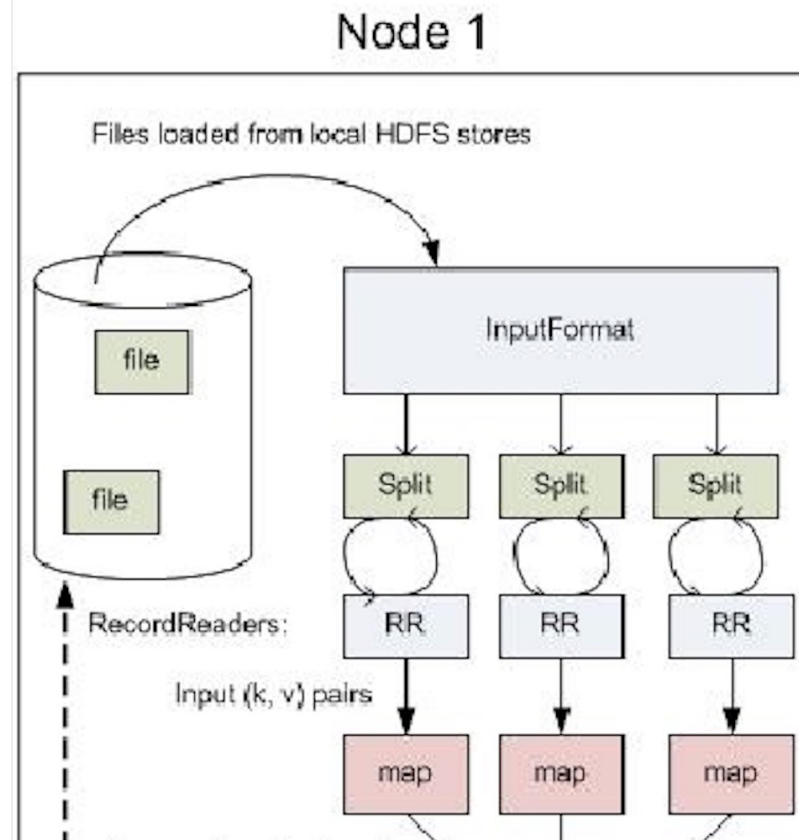 Node 1
Files loaded from local HDFS stores
InputFormat
file
file
Split
Split
Split
RecordReaders:
RR
RR
RR
Input (k, v) pairs
map
map
map